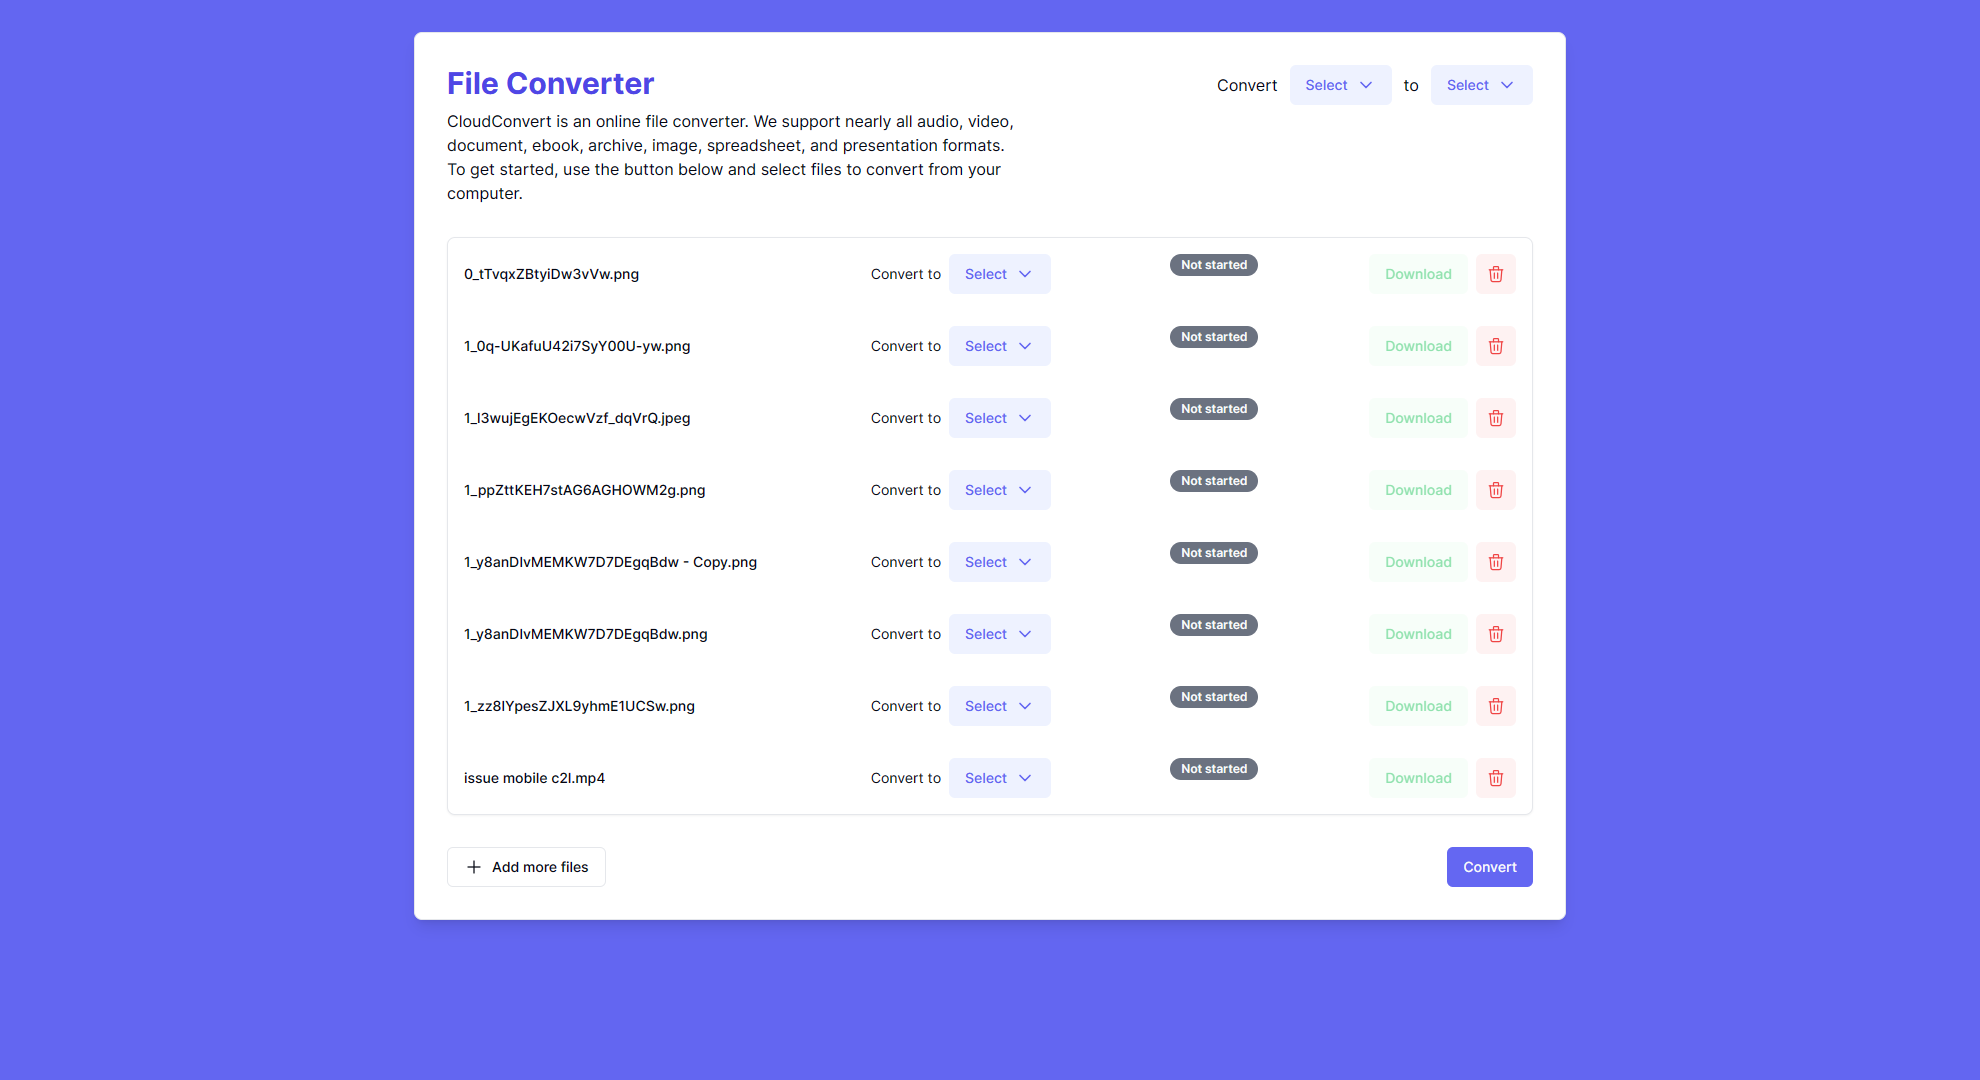 File Converter
Convert Select to Select
CloudConvert is an online file converter. We support nearly all audio, video,
document, ebook, archive, image, spreadsheet, and presentation formats.
To get started, use the button below and select files to convert from your
computer.
0_tTvqxZBtyiDw3vVw.png Convert to Select Not started Download
1_0q-UKafuU42i7SyY00U-yw.png Convert to Select Not started Download
1_I3wujEgEKOecwVzf_dqVrQ.jpeg Convert to Select Not started Download
1_ppZttKEH7stAG6AGHOWM2g.png Convert to Select Not started Download
1_y8anDIvMEMKW7D7DEgqBdw - Copy.png Convert to Select Not started Download
1_y8anDIvMEMKW7D7DEgqBdw.png Convert to Select Not started Download
1_zz8IYpesZJXL9yhmE1UCSw.png Convert to Select Not started Download
issue mobile c2l.mp4 Convert to Select Not started Download
Add more files Convert